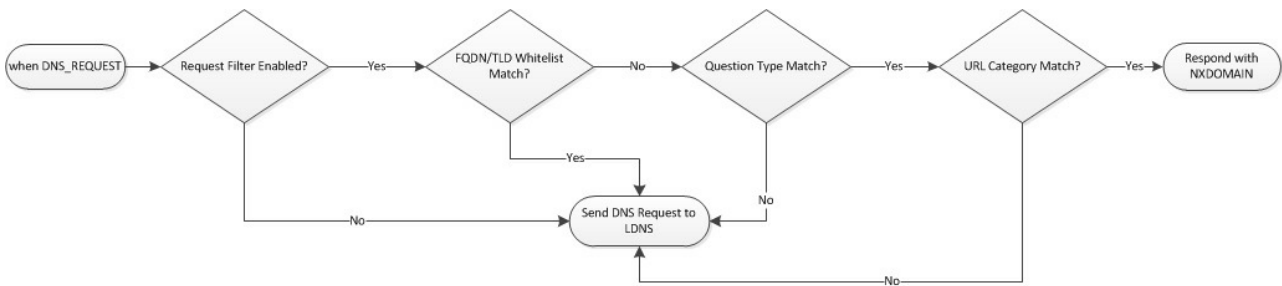 when DNS_REQUEST
Request Filter Enabled?
Yes
FQDN/TLD Whitelist
Match?
No
Question Type Match?
Yes
URL Category Match?
Yes
Respond with
NXDOMAIN
Yes
No
No
Send DNS Request to
LDNS
No